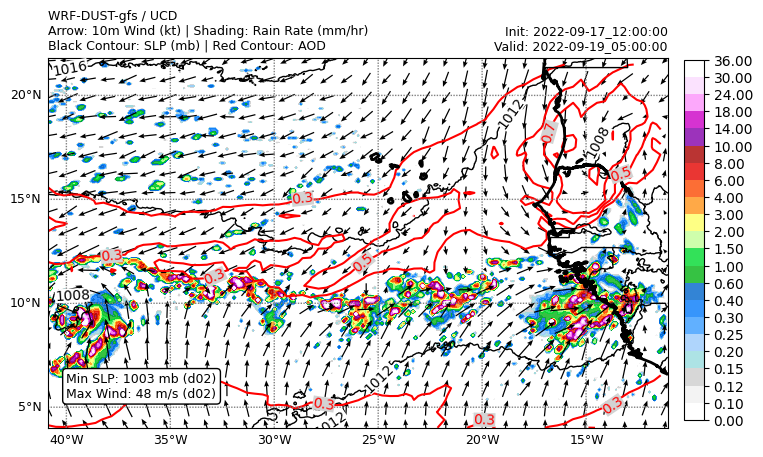 WRF-DUST-gfs / UCD
Arrow: 10m Wind (kt) | Shading: Rain Rate (mm/hr)
Black Contour: SLP (mb) | Red Contour: AOD
Init: 2022-09-17_12:00:00
Valid: 2022-09-19_05:00:00
36.00
30.00
24.00
18.00
14.00
10.00
8.00
6.00
4.00
3.00
2.00
1.50
1.00
0.60
0.40
0.30
0.25
0.20
0.15
0.12
0.10
0.00
20°N
15°N
10°N
5°N
1016
1012
1008
0.7
0.5
0.3
0.3
0.3
0.5
1008
1012
1012
0.3
0.3
0.3
Min SLP: 1003 mb (d02)
Max Wind: 48 m/s (d02)
40°W
35°W
30°W
25°W
20°W
15°W